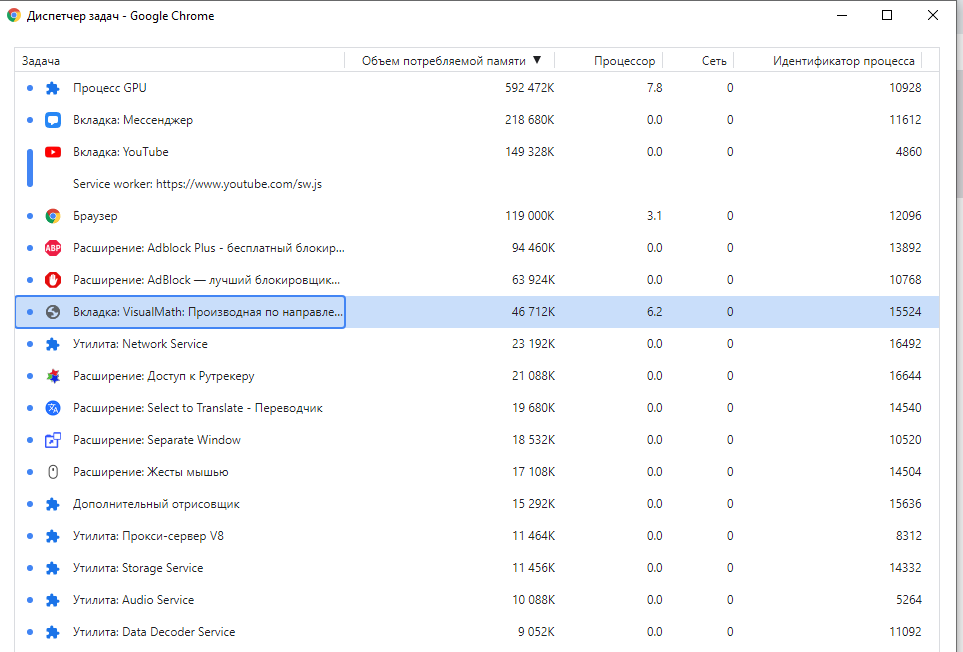 Диспетчер задач - Google Chrome
Задача Объем потребляемой памяти ▼ Процессор Сеть Идентификатор процесса
Процесс GPU 592 472K 7.8 0 10928
Вкладка: Мессенджер 218 680K 0.0 0 11612
Вкладка: YouTube 149 328K 0.0 0 4860
Service worker: https://www.youtube.com/sw.js
Браузер 119 000K 3.1 0 12096
ABP Расширение: Adblock Plus - бесплатный блокир... 94 460K 0.0 0 13892
Расширение: AdBlock — лучший блокировщик... 63 924K 0.0 0 10768
Вкладка: VisualMath: Производная по направле... 46 712K 6.2 0 15524
Утилита: Network Service 23 192K 0.0 0 16492
Расширение: Доступ к Рутрекеру 21 088K 0.0 0 16644
Расширение: Select to Translate - Переводчик 19 680K 0.0 0 14540
Расширение: Separate Window 18 532K 0.0 0 10520
Расширение: Жесты мышью 17 108K 0.0 0 14504
Дополнительный отрисовщик 15 292K 0.0 0 15636
Утилита: Прокси-сервер V8 11 464K 0.0 0 8312
Утилита: Storage Service 11 456K 0.0 0 14332
Утилита: Audio Service 10 088K 0.0 0 5264
Утилита: Data Decoder Service 9 052K 0.0 0 11092